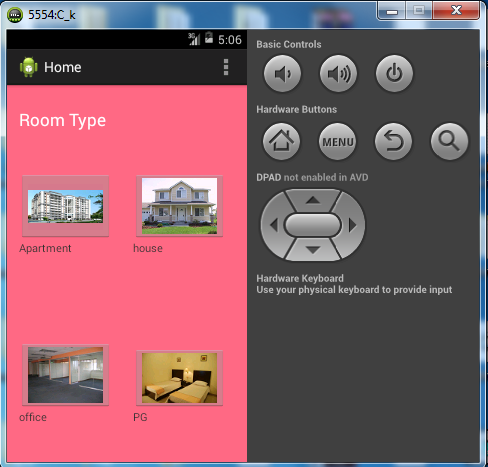 5554:C_k
3G 5:06
Home
Room Type
Apartment
house
office
PG
Basic Controls
Hardware Buttons
MENU
DPAD not enabled in AVD
Hardware Keyboard
Use your physical keyboard to provide input